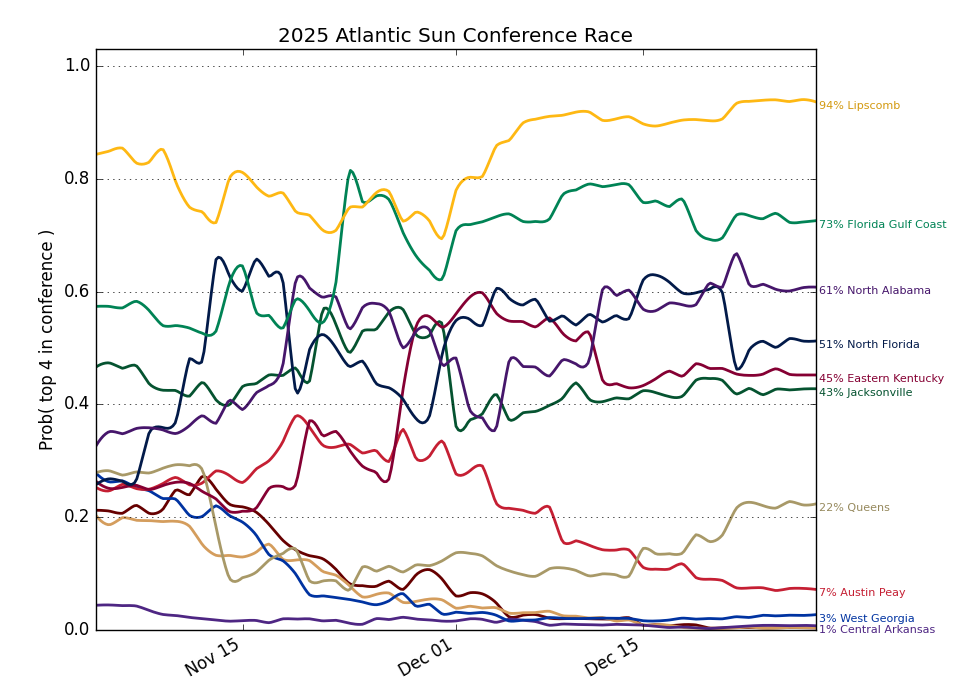 2025 Atlantic Sun Conference Race
Prob( top 4 in conference )
1.0
0.8
0.6
0.4
0.2
0.0
Nov 15
Dec 01
Dec 15
94% Lipscomb
73% Florida Gulf Coast
61% North Alabama
51% North Florida
45% Eastern Kentucky
43% Jacksonville
22% Queens
7% Austin Peay
3% West Georgia
1% Central Arkansas